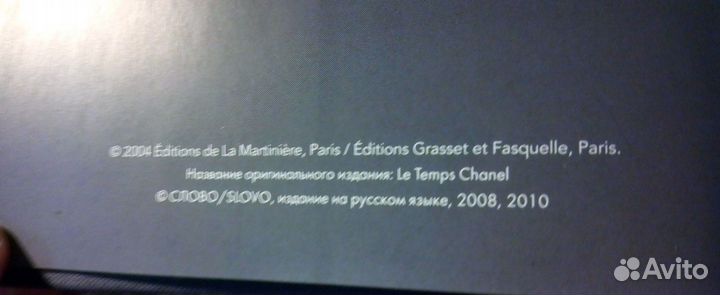 © 2004 Éditions de La Martinière, Paris / Éditions Grasset et Fasquelle, Paris.
Название оригинального издания: Le Temps Chanel
© СЛОВО/SLOVO, издание на русском языке, 2008, 2010
Avito